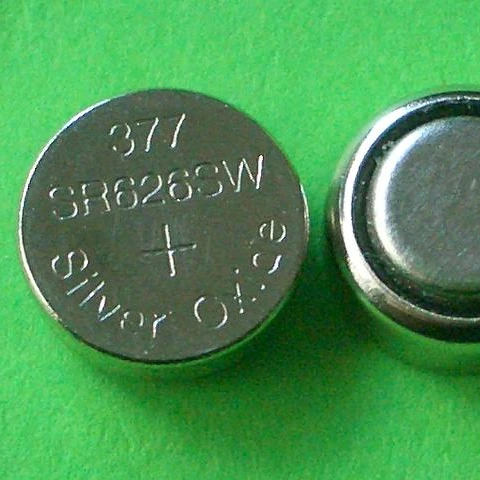 377
SR626SW
+
Silver Oxide